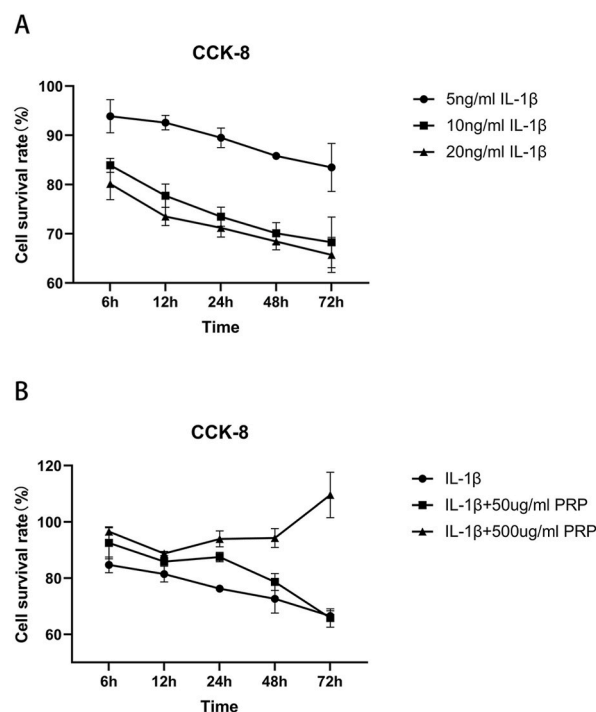 A
CCK-8
Cell survival rate(%)
100
90
80
70
60
6h 12h 24h 48h 72h
Time
5ng/ml IL-1β
10ng/ml IL-1β
20ng/ml IL-1β
B
CCK-8
Cell survival rate(%)
120
100
80
60
6h 12h 24h 48h 72h
Time
IL-1β
IL-1β+50ug/ml PRP
IL-1β+500ug/ml PRP